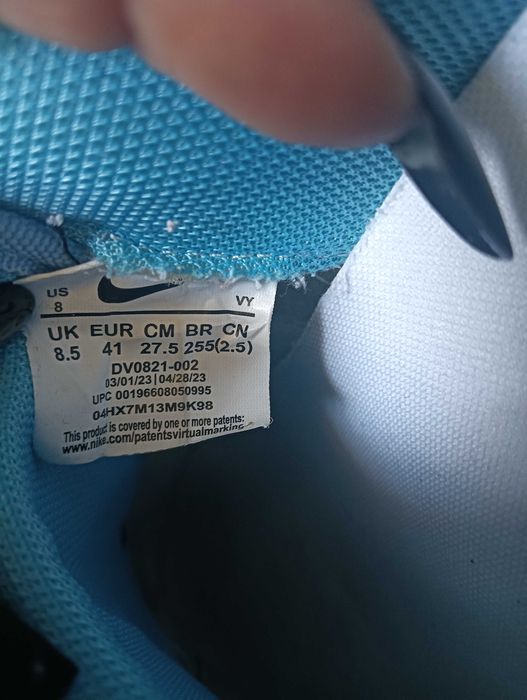 US
8
VY
UK EUR CM BR CN
8.5 41 27.5 255(2.5)
DV0821-002
03/01/23 | 04/28/23
UPC 00196608050995
04HX7M13M9K98
This product is covered by one or more patents:
www.nike.com/patentsvirtualmarking